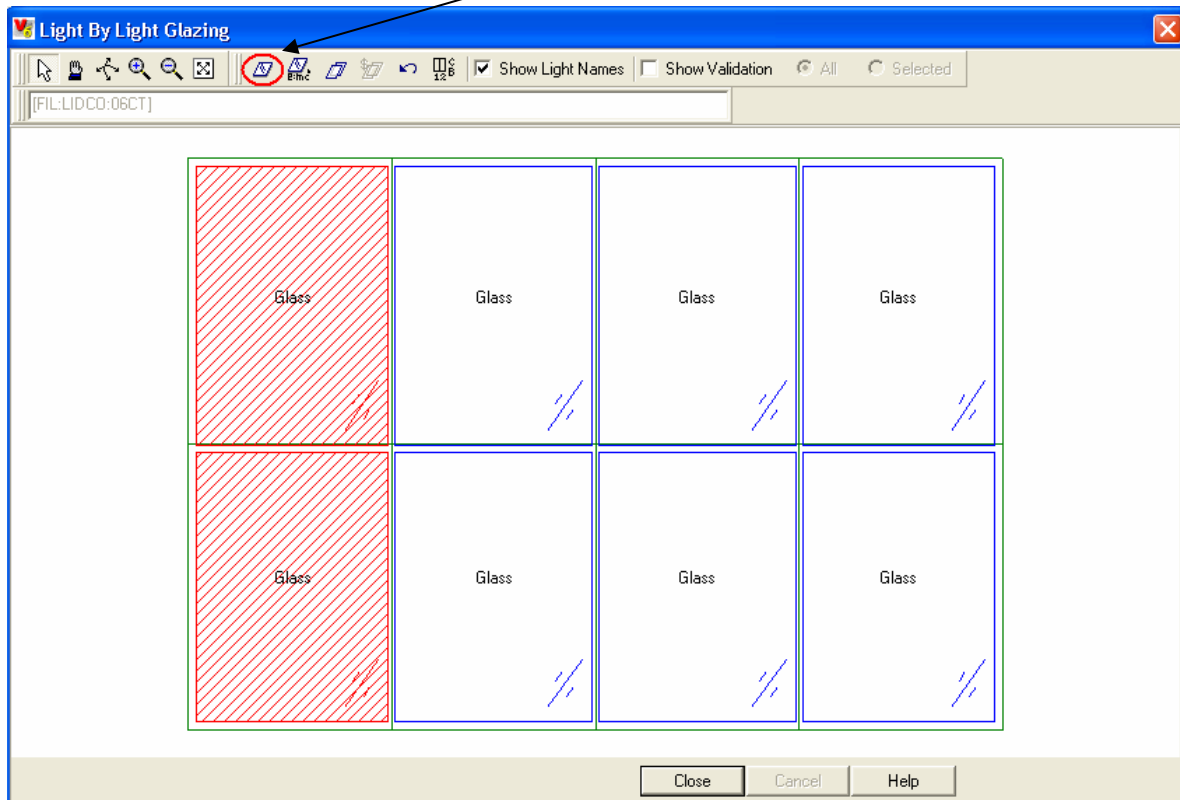 Light By Light Glazing
Show Light Names Show Validation All Selected
[FIL:LIDCO:06CT]
Glass Glass Glass Glass
Glass Glass Glass Glass
Close Cancel Help